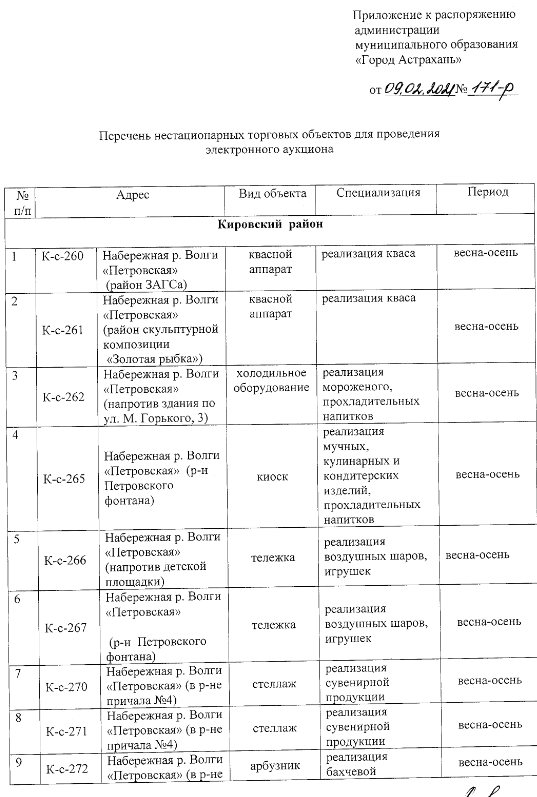 Приложение к распоряжению
администрации
муниципального образования
«Город Астрахань»
от 09.02.2021 № 171-р
Перечень нестационарных торговых объектов для проведения
электронного аукциона
№ п/п Адрес Вид объекта Специализация Период
Кировский район
1 К-с-260 Набережная р. Волги квасной реализация кваса весна-осень
«Петровская» аппарат
(район ЗАГСа)
2 Набережная р. Волги квасной реализация кваса
«Петровская» аппарат
К-с-261 (район скульптурной весна-осень
композиции
«Золотая рыбка»)
3 Набережная р. Волги холодильное реализация
«Петровская» оборудование мороженого,
К-с-262 (напротив здания по прохладительных весна-осень
ул. М. Горького, 3) напитков
4 реализация
мучных,
Набережная р. Волги кулинарных и
К-с-265 «Петровская» (р-н киоск кондитерских весна-осень
Петровского изделий,
фонтана) прохладительных
напитков
5 Набережная р. Волги реализация
К-с-266 «Петровская» тележка воздушных шаров, весна-осень
(напротив детской игрушек
площадки)
6 Набережная р. Волги
«Петровская» реализация
К-с-267 тележка воздушных шаров, весна-осень
(р-н Петровского игрушек
фонтана)
7 Набережная р. Волги реализация
К-с-270 «Петровская» (в р-не стеллаж сувенирной весна-осень
причала №4) продукции
8 Набережная р. Волги реализация
К-с-271 «Петровская» (в р-не стеллаж сувенирной весна-осень
причала №4) продукции
9 К-с-272 Набережная р. Волги арбузник реализация весна-осень
«Петровская» (в р-не бахчевой